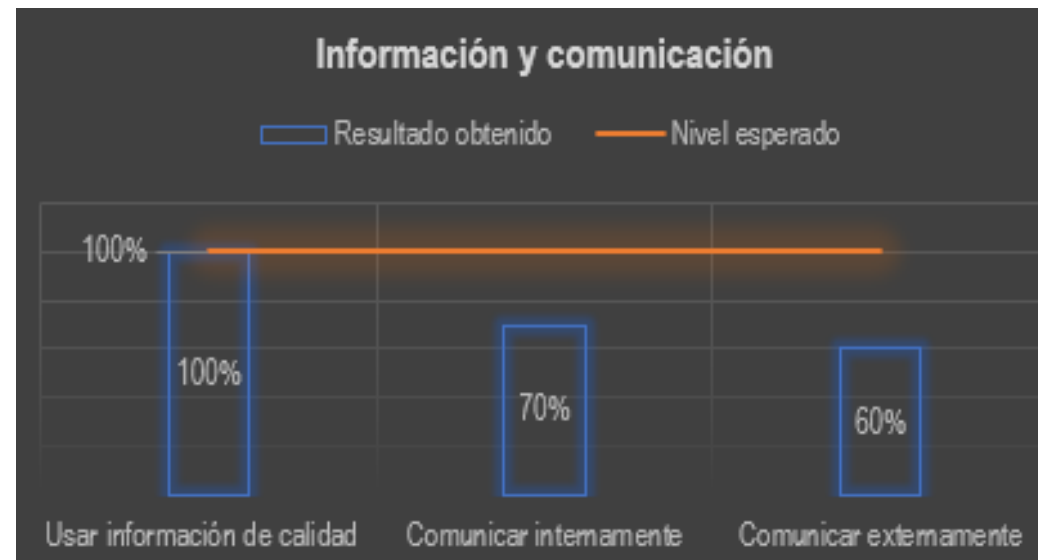 Información y comunicación
Resultado obtenido Nivel esperado
100%
100%
70%
60%
Usar información de calidad Comunicar internamente Comunicar externamente